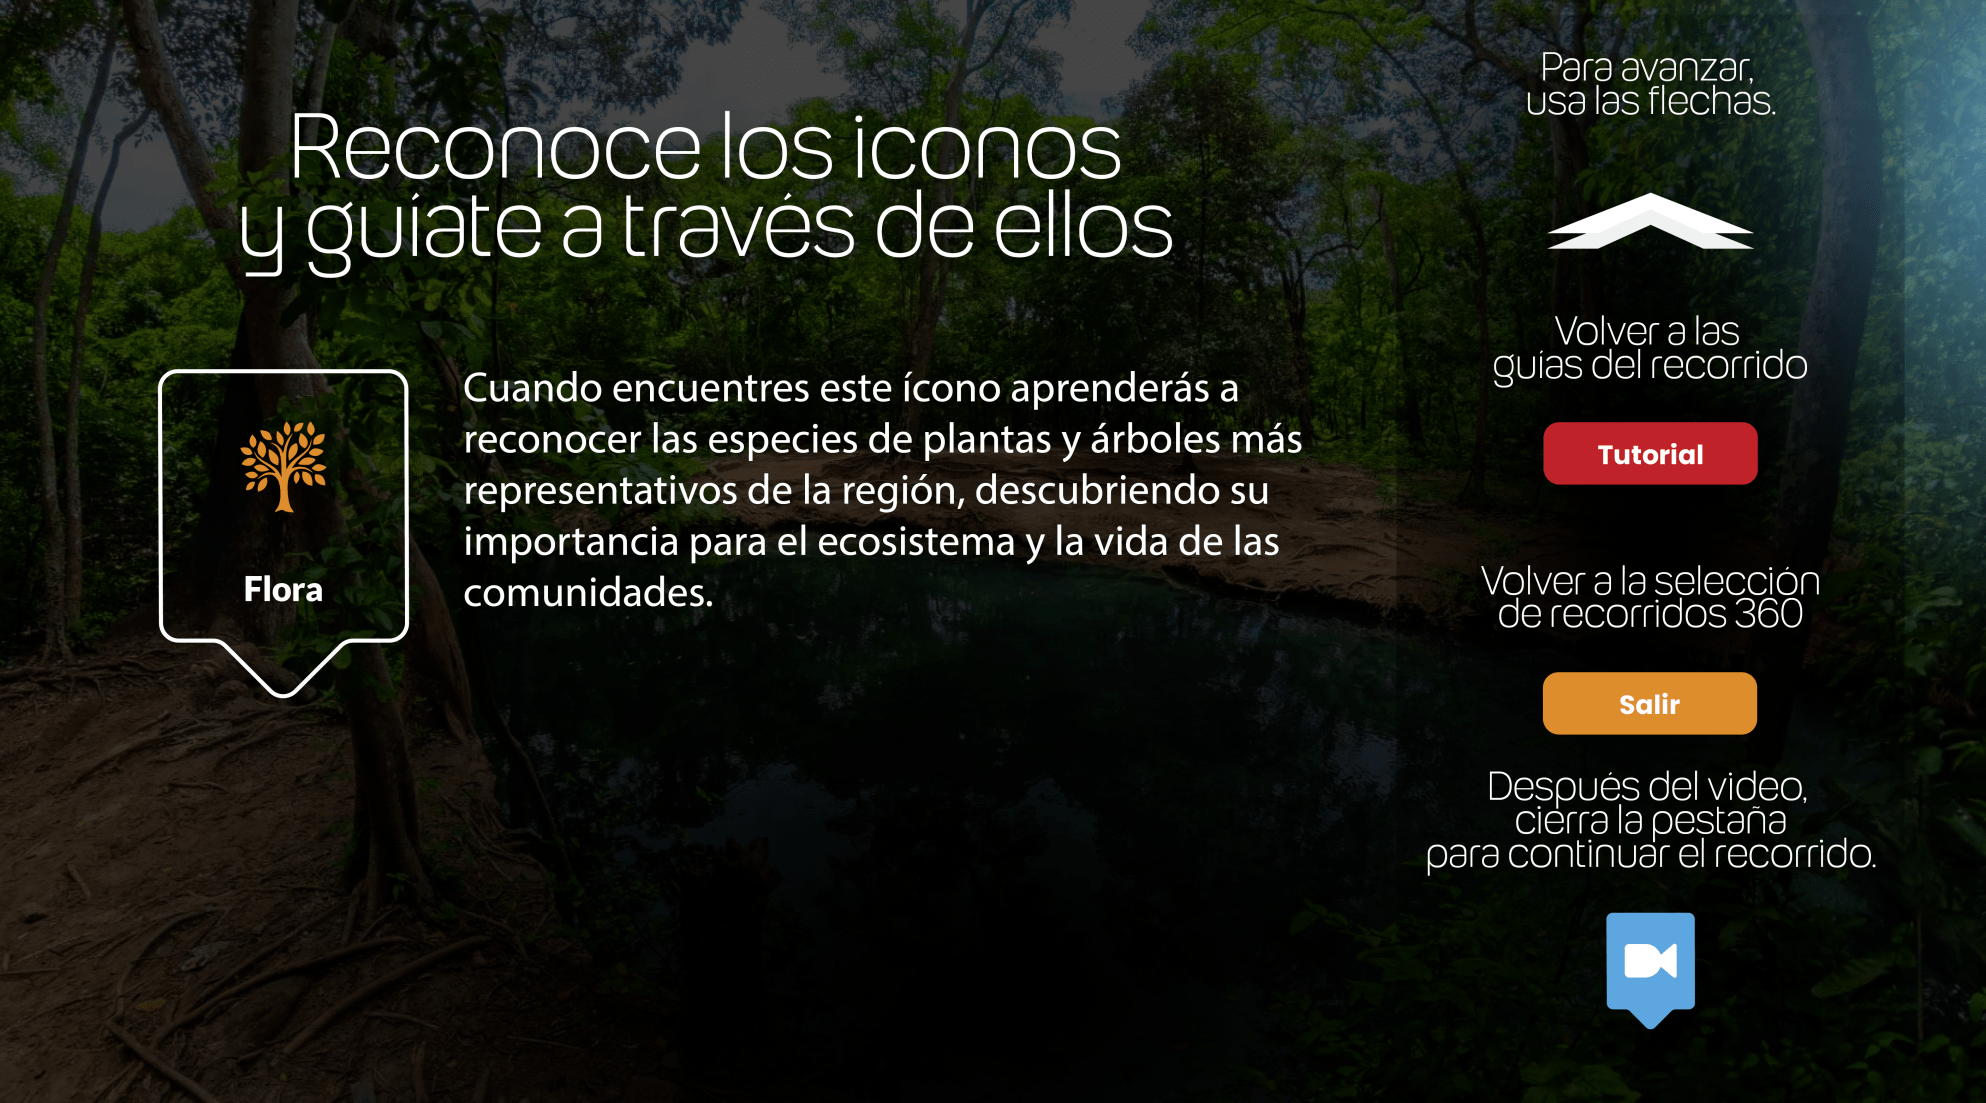 Reconoce los iconos
y guíate a través de ellos
Flora
Cuando encuentres este ícono aprenderás a
reconocer las especies de plantas y árboles más
representativos de la región, descubriendo su
importancia para el ecosistema y la vida de las
comunidades.
Para avanzar,
usa las flechas.
Volver a las
guías del recorrido
Tutorial
Volver a la selección
de recorridos 360
Salir
Después del video,
cierra la pestaña
para continuar el recorrido.